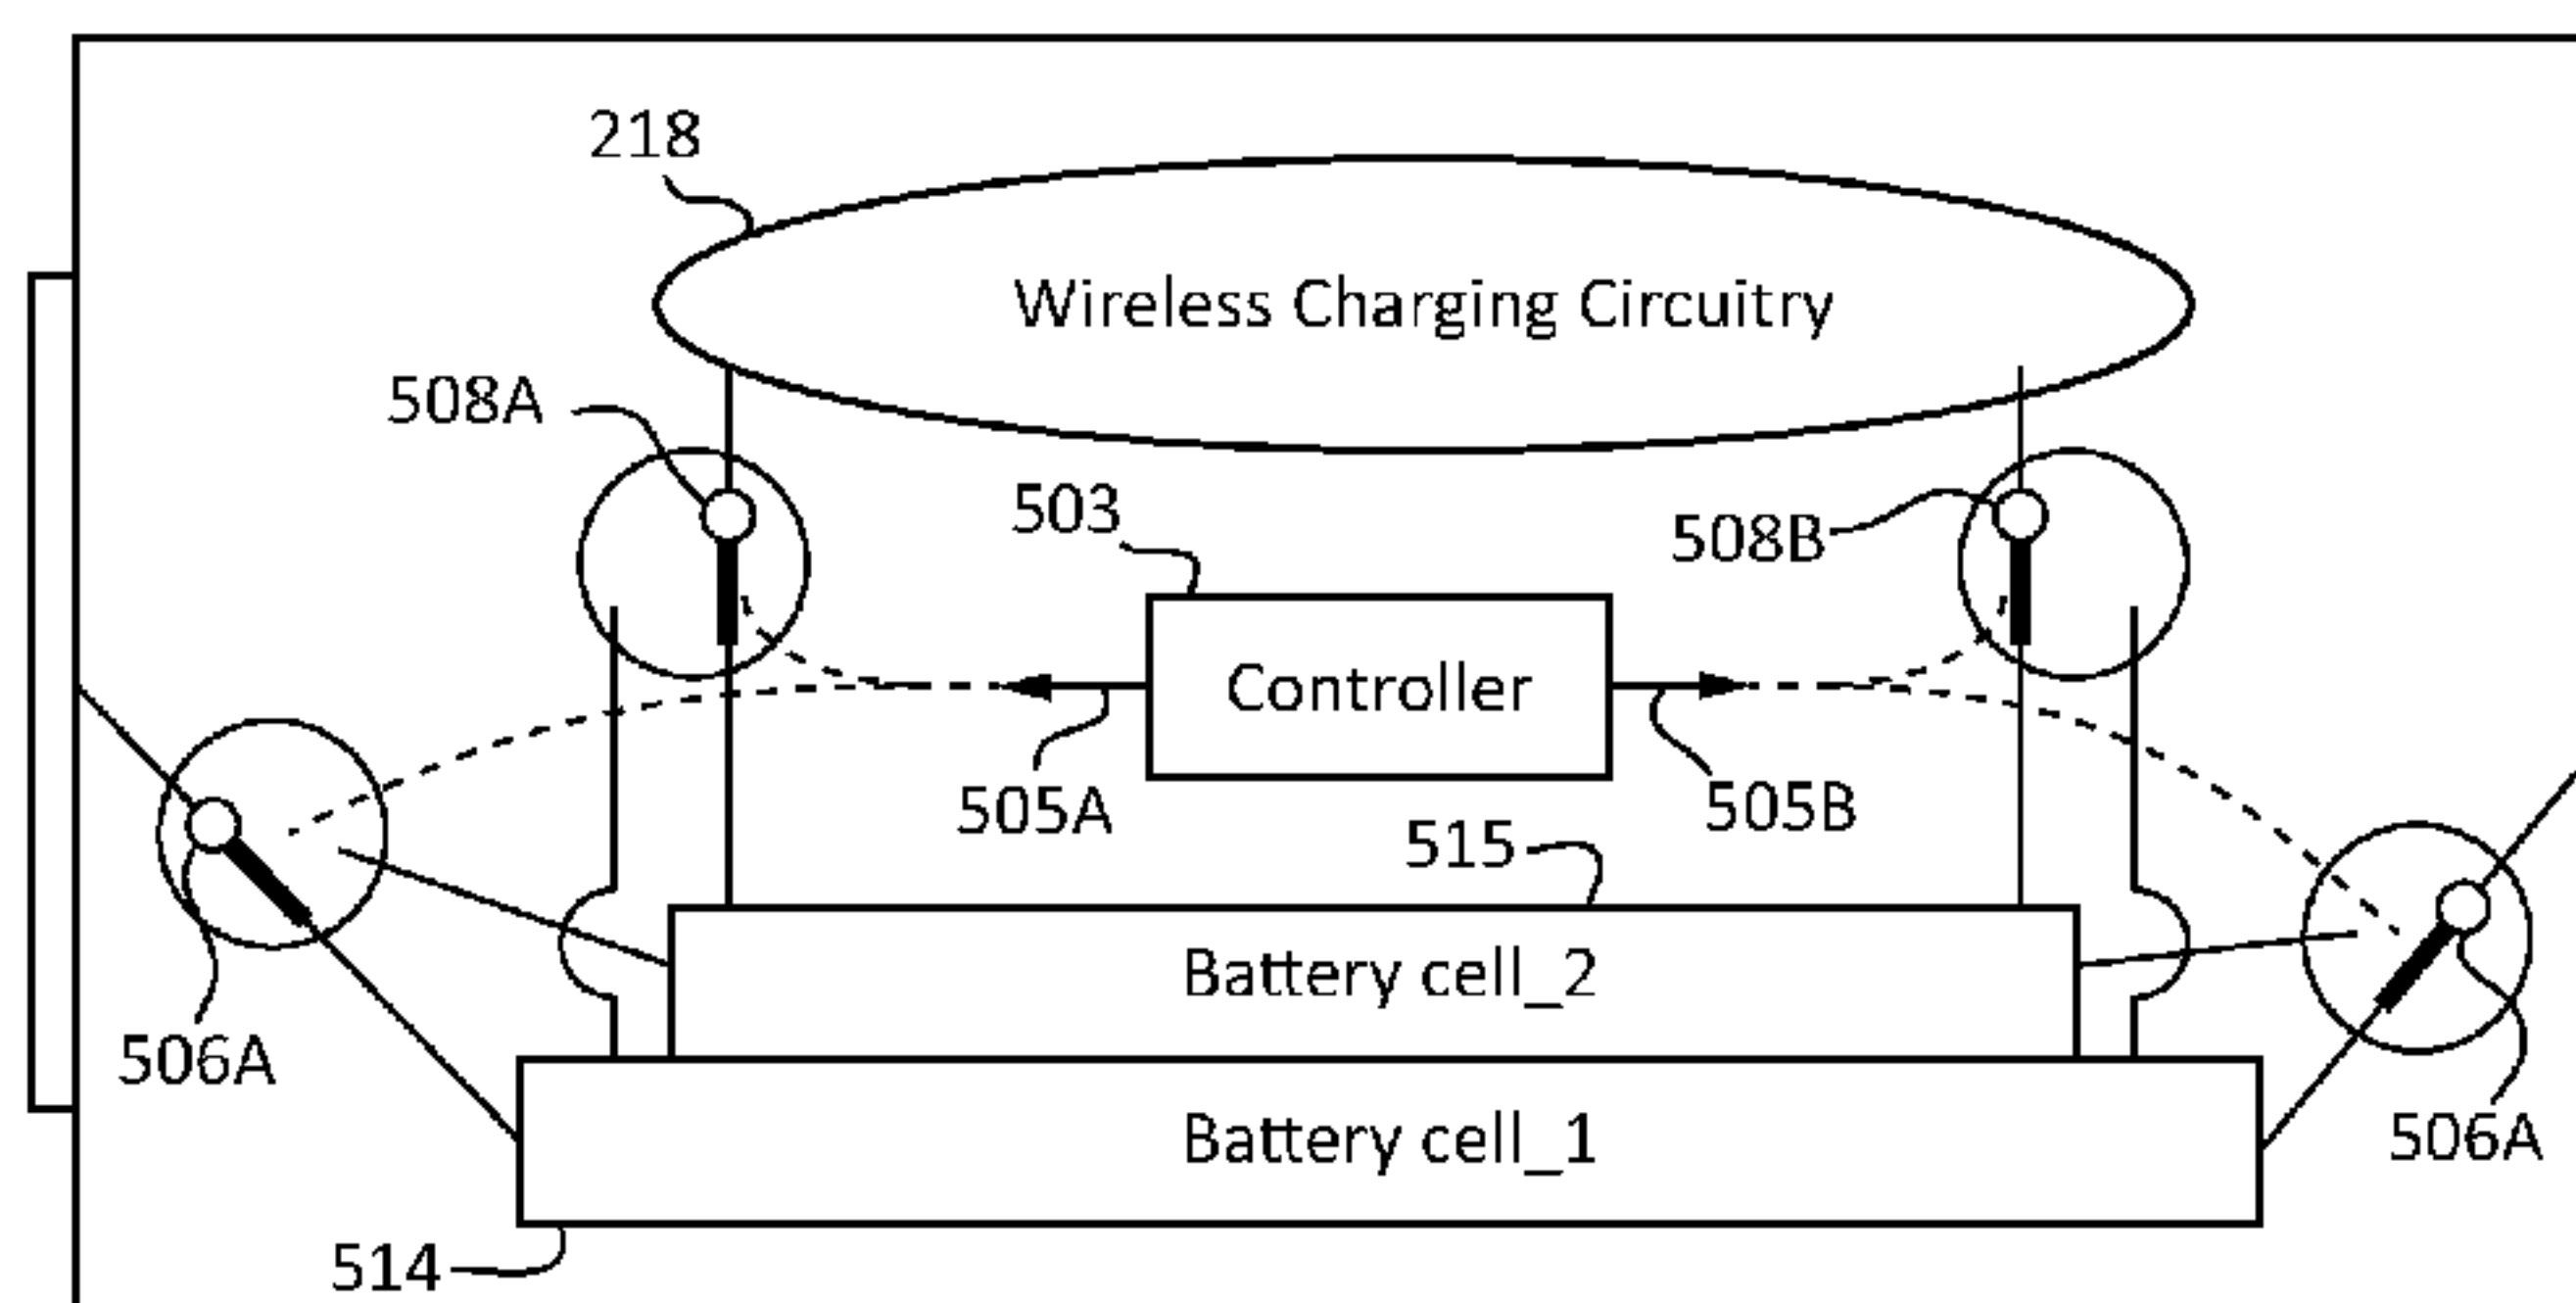 218
Wireless Charging Circuitry
508A
503
508B
Controller
505A
505B
515
506A
Battery cell_2
Battery cell_1
506A
514